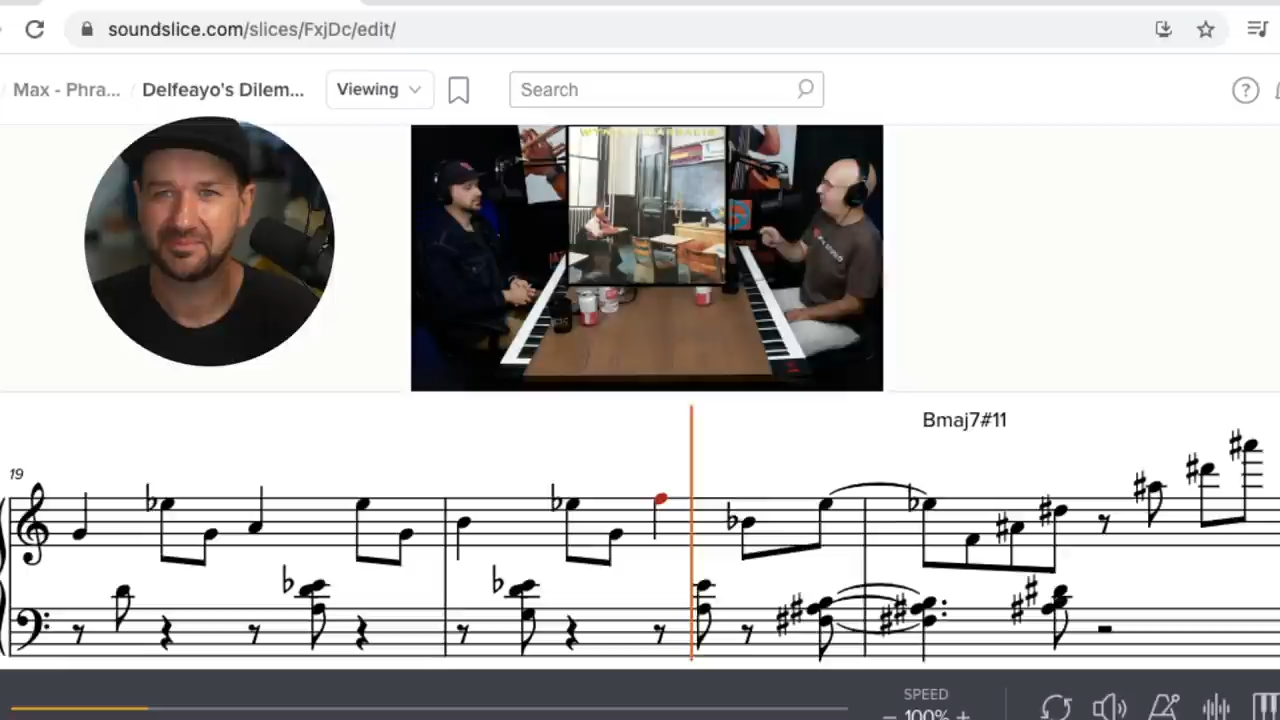 soundslice.com/slices/FxjDc/edit/
Max - Phra... / Delfeayo's Dilem... Viewing Search ?
Bmaj7#11
19
SPEED
100%